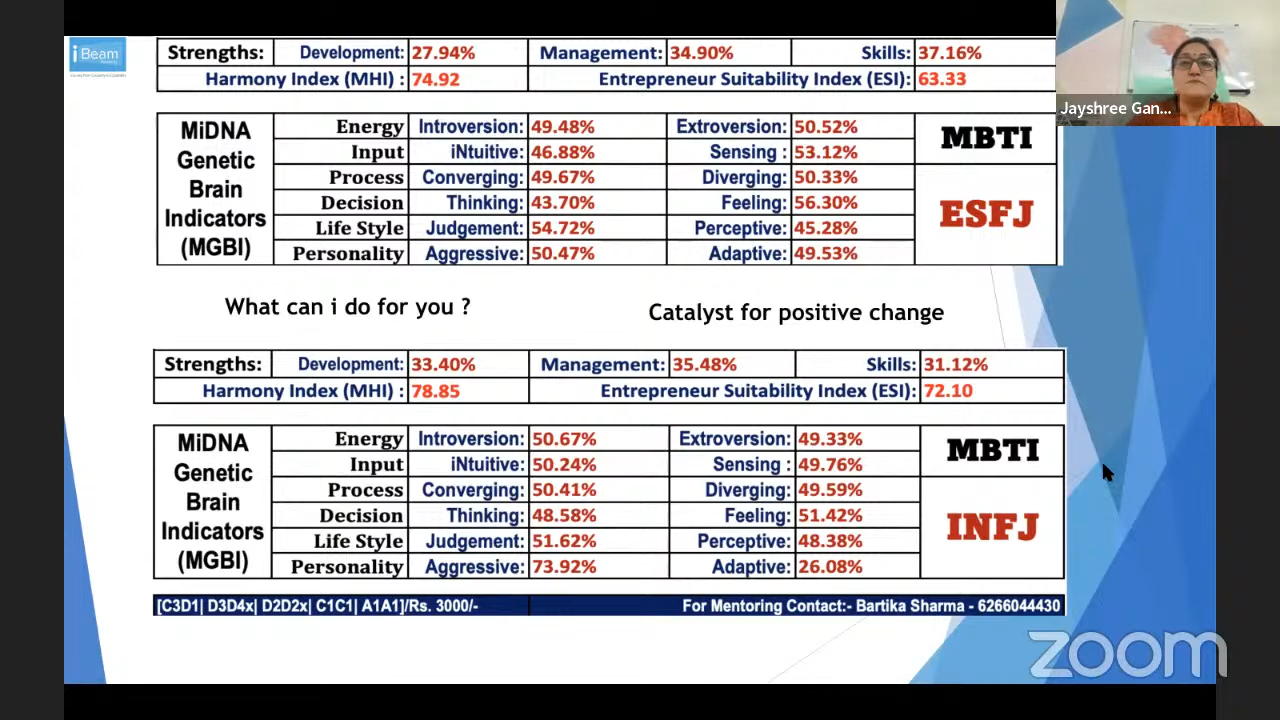 i Beam
Jayshree Gan...
Strengths: Development: 27.94% Management: 34.90% Skills: 37.16%
Harmony Index (MHI) : 74.92 Entrepreneur Suitability Index (ESI): 63.33
MiDNA Genetic Brain Indicators (MGBI)
Energy Introversion: 49.48% Extroversion: 50.52%
Input iNtuitive: 46.88% Sensing : 53.12%
Process Converging: 49.67% Diverging: 50.33%
Decision Thinking: 43.70% Feeling: 56.30%
Life Style Judgement: 54.72% Perceptive: 45.28%
Personality Aggressive: 50.47% Adaptive: 49.53%
MBTI
ESFJ
What can i do for you ?
Catalyst for positive change
Strengths: Development: 33.40% Management: 35.48% Skills: 31.12%
Harmony Index (MHI) : 78.85 Entrepreneur Suitability Index (ESI): 72.10
MiDNA Genetic Brain Indicators (MGBI)
Energy Introversion: 50.67% Extroversion: 49.33%
Input iNtuitive: 50.24% Sensing : 49.76%
Process Converging: 50.41% Diverging: 49.59%
Decision Thinking: 48.58% Feeling: 51.42%
Life Style Judgement: 51.62% Perceptive: 48.38%
Personality Aggressive: 73.92% Adaptive: 26.08%
MBTI
INFJ
[C3D1| D3D4x| D2D2x| C1C1| A1A1]/Rs. 3000/- For Mentoring Contact:- Bartika Sharma - 6266044430
zoom